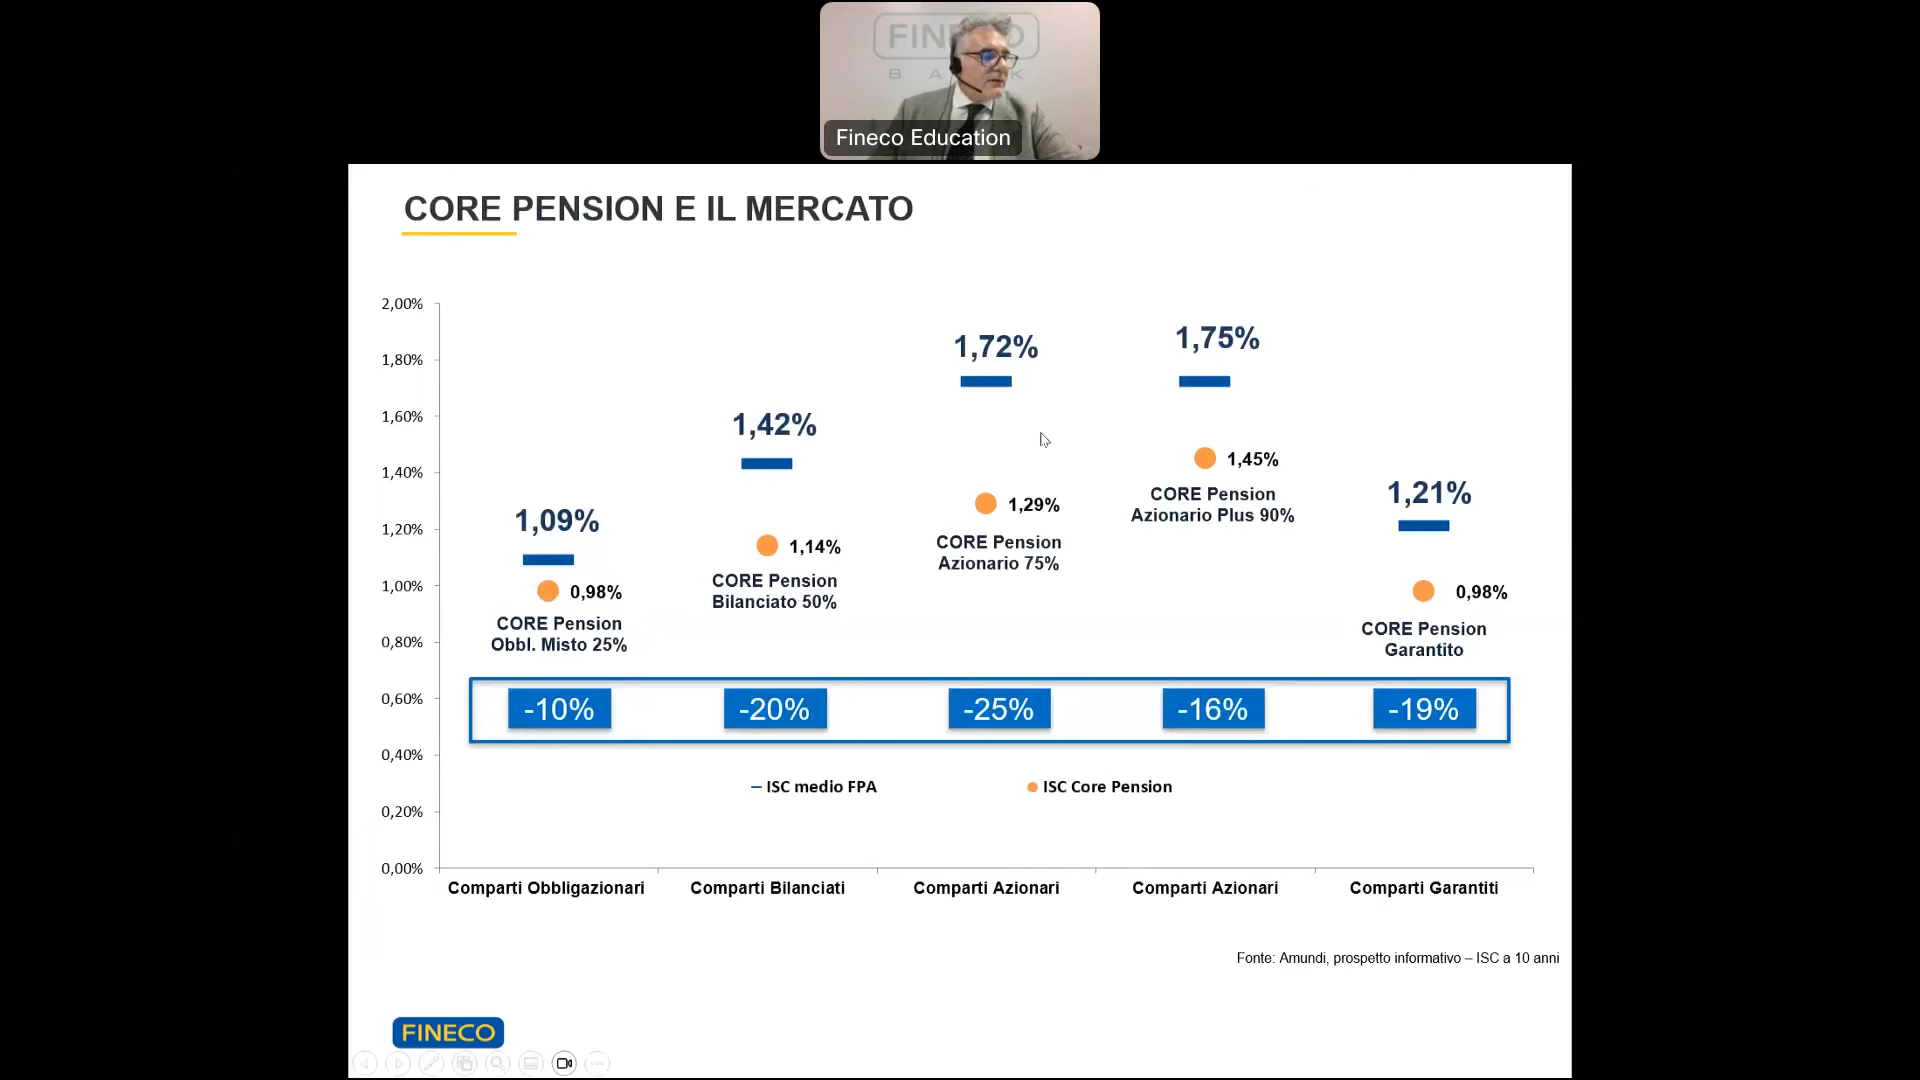 FINECO
BANK
Fineco Education
CORE PENSION E IL MERCATO
2,00%
1,80%
1,60%
1,40%
1,20%
1,00%
0,80%
0,60%
0,40%
0,20%
0,00%
1,09%
0,98%
CORE Pension
Obbl. Misto 25%
1,42%
1,14%
CORE Pension
Bilanciato 50%
1,72%
1,29%
CORE Pension
Azionario 75%
1,75%
1,45%
CORE Pension
Azionario Plus 90%
1,21%
0,98%
CORE Pension
Garantito
-10%
-20%
-25%
-16%
-19%
ISC medio FPA
ISC Core Pension
Comparti Obbligazionari
Comparti Bilanciati
Comparti Azionari
Comparti Azionari
Comparti Garantiti
Fonte: Amundi, prospetto informativo – ISC a 10 anni
FINECO